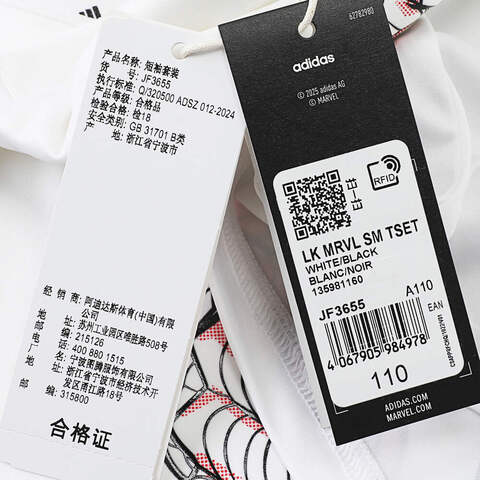 产品名称: 短袖套装
货 号: JF3655
执行标准: Q/320500 ADSZ 012-2024
产品等级: 合格品
检验合格: 检18
安全类别: GB 31701 B类
产 地: 浙江省宁波市
经 销 商: 阿迪达斯体育(中国)有限
公司
地 址: 苏州工业园区唯胜路508号
邮 编: 215126
电 话: 400 880 1515
厂 名: 宁波图腾服饰有限公司
地 址: 浙江省宁波市经济技术开
发区甬江路18号
邮 编: 315800
合格证
62782980
adidas
© 2025 adidas AG
© MARVEL
RFID
LK MRVL SM TSET
WHITE/BLACK
BLANC/NOIR
135981160
JF3655 A110
EAN
4 067905 984978
110
ADIDAS.COM
MARVEL.COM